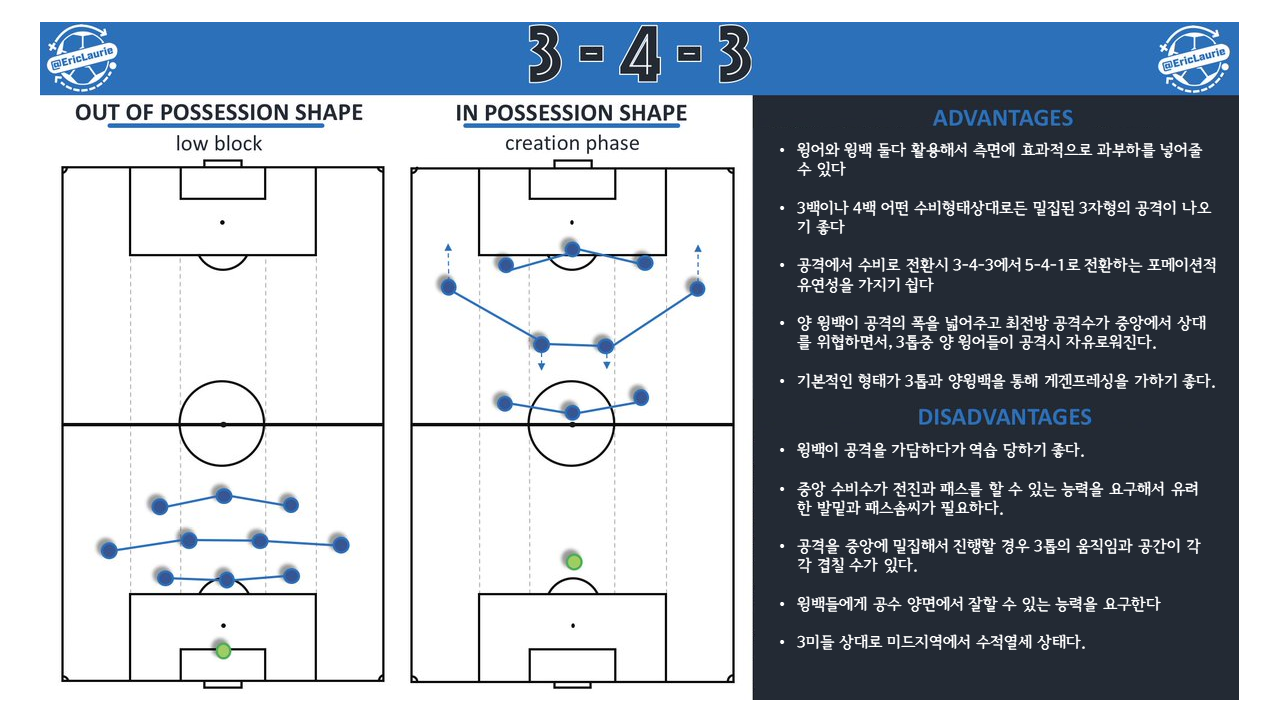 @EricLaurie
3 - 4 - 3
@EricLaurie
OUT OF POSSESSION SHAPE
low block
IN POSSESSION SHAPE
creation phase
ADVANTAGES
• 윙어와 윙백 둘다 활용해서 측면에 효과적으로 과부하를 넣어줄
수 있다
• 3백이나 4백 어떤 수비형태상대로든 밀집된 3자형의 공격이 나오
기 좋다
• 공격에서 수비로 전환시 3-4-3에서 5-4-1로 전환하는 포메이션적
유연성을 가지기 쉽다
• 양 윙백이 공격의 폭을 넓어주고 최전방 공격수가 중앙에서 상대
를 위협하면서, 3톱중 양 윙어들이 공격시 자유로워진다.
• 기본적인 형태가 3톱과 양윙백을 통해 게겐프레싱을 가하기 좋다.
DISADVANTAGES
• 윙백이 공격을 가담하다가 역습 당하기 좋다.
• 중앙 수비수가 전진과 패스를 할 수 있는 능력을 요구해서 유려
한 발밑과 패스솜씨가 필요하다.
• 공격을 중앙에 밀집해서 진행할 경우 3톱의 움직임과 공간이 각
각 겹칠 수가 있다.
• 윙백들에게 공수 양면에서 잘할 수 있는 능력을 요구한다
• 3미들 상대로 미드지역에서 수적열세 상태다.